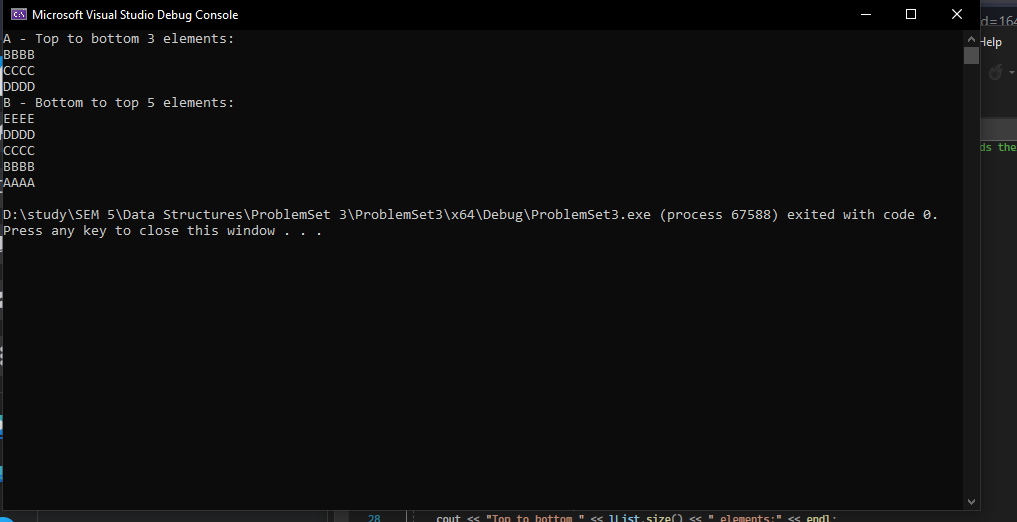 Microsoft Visual Studio Debug Console
d=164
Help
A - Top to bottom 3 elements:
BBBB
CCCC
DDDD
B - Bottom to top 5 elements:
EEEE
DDDD
CCCC
BBBB
AAAA
ds the
D:\study\SEM 5\Data Structures\ProblemSet 3\ProblemSet3\x64\Debug\ProblemSet3.exe (process 67588) exited with code 0.
Press any key to close this window . . .
28 cout << "Top to bottom " << lList.size() << " elements:" << endl;